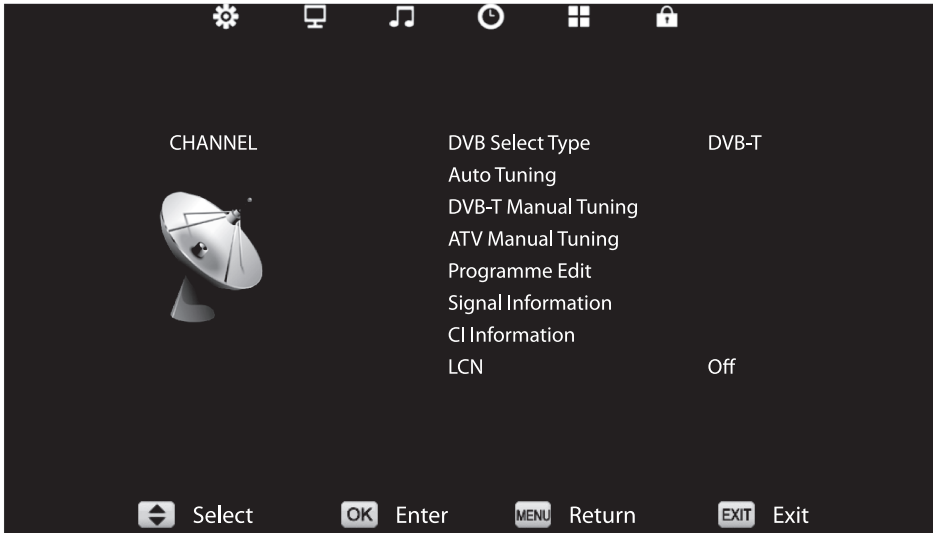 CHANNEL
DVB Select Type DVB-T
Auto Tuning
DVB-T Manual Tuning
ATV Manual Tuning
Programme Edit
Signal Information
CI Information
LCN Off
Select OK Enter MENU Return EXIT Exit